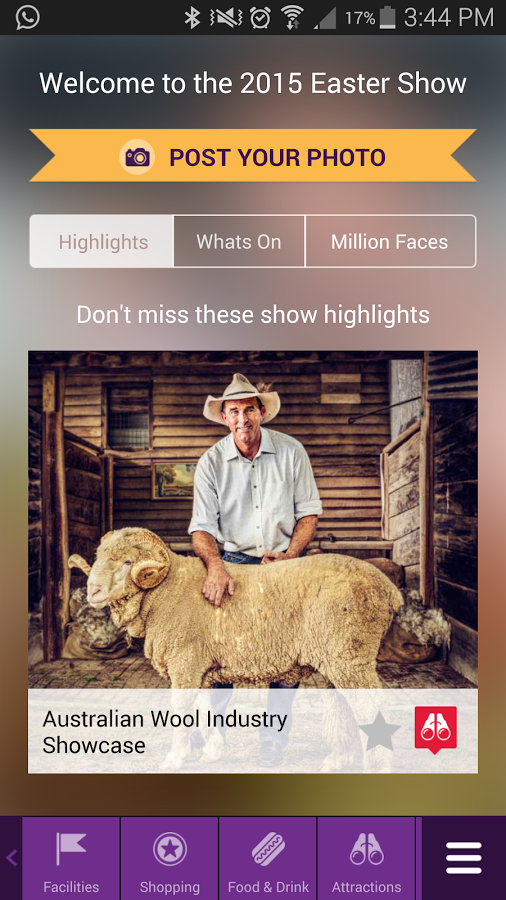 17% 3:44 PM
Welcome to the 2015 Easter Show
POST YOUR PHOTO
Highlights
Whats On
Million Faces
Don't miss these show highlights
Australian Wool Industry
Showcase
Facilities
Shopping
Food & Drink
Attractions